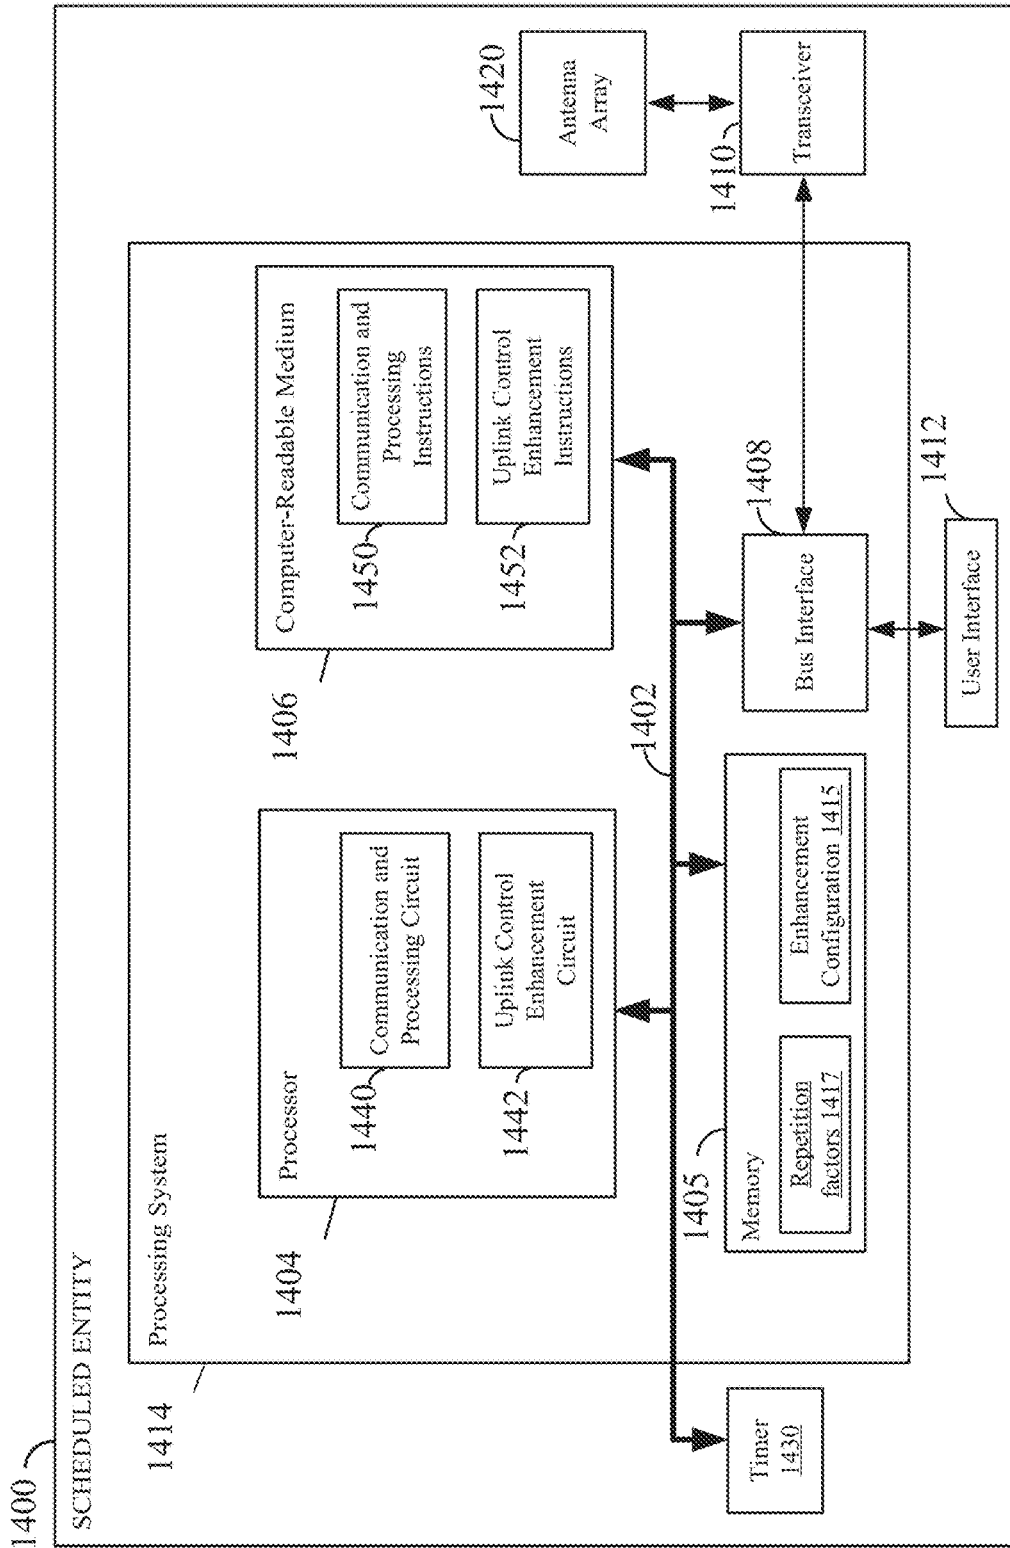 1400
SCHEDULED ENTITY
1414
Processing System
1404
Processor
1440
Communication and
Processing Circuit
1442
Uplink Control
Enhancement
Circuit
1406
Computer-Readable Medium
1450
Communication and
Processing
Instructions
1452
Uplink Control
Enhancement
Instructions
1420
Antenna
Array
1402
1405
Memory
Repetition
factors 1417
Enhancement
Configuration 1415
1408
Bus Interface
1410
Transceiver
Timer
1430
1412
User Interface